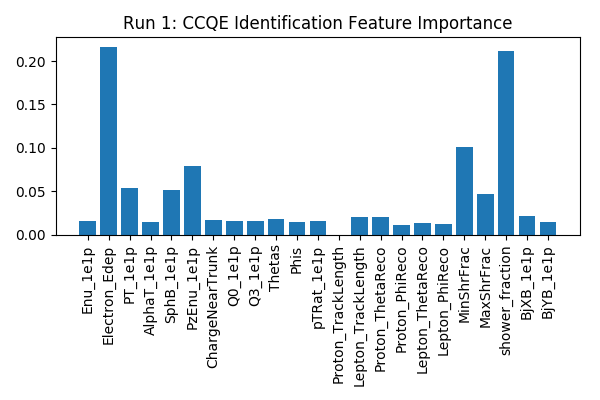 Run 1: CCQE Identification Feature Importance
0.20
0.15
0.10
0.05
0.00
Enu_1e1p
Electron_Edep
PT_1e1p
AlphaT_1e1p
SphB_1e1p
PzEnu_1e1p
ChargeNearTrunk
Q0_1e1p
Q3_1e1p
Thetas
Phis
pTRat_1e1p
Proton_TrackLength
Lepton_TrackLength
Proton_ThetaReco
Proton_PhiReco
Lepton_ThetaReco
Lepton_PhiReco
MinShrFrac
MaxShrFrac
shower_fraction
BjXB_1e1p
BjYB_1e1p